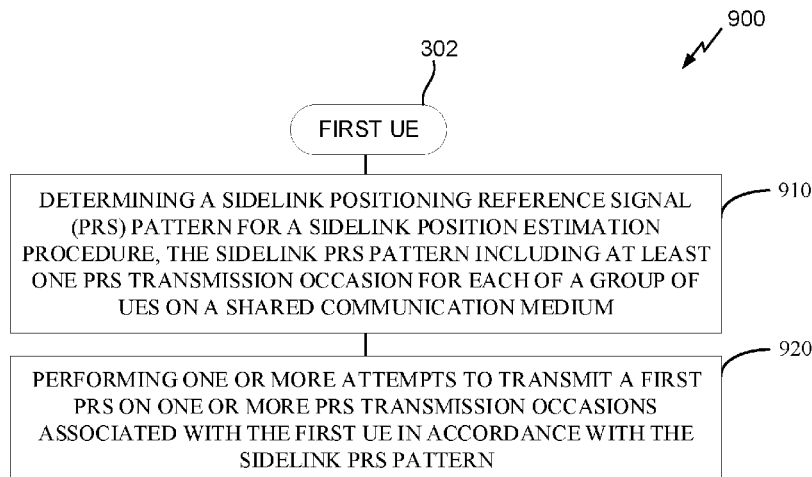 900
302
FIRST UE
910
DETERMINING A SIDELINK POSITIONING REFERENCE SIGNAL
(PRS) PATTERN FOR A SIDELINK POSITION ESTIMATION
PROCEDURE, THE SIDELINK PRS PATTERN INCLUDING AT LEAST
ONE PRS TRANSMISSION OCCASION FOR EACH OF A GROUP OF
UES ON A SHARED COMMUNICATION MEDIUM
920
PERFORMING ONE OR MORE ATTEMPTS TO TRANSMIT A FIRST
PRS ON ONE OR MORE PRS TRANSMISSION OCCASIONS
ASSOCIATED WITH THE FIRST UE IN ACCORDANCE WITH THE
SIDELINK PRS PATTERN